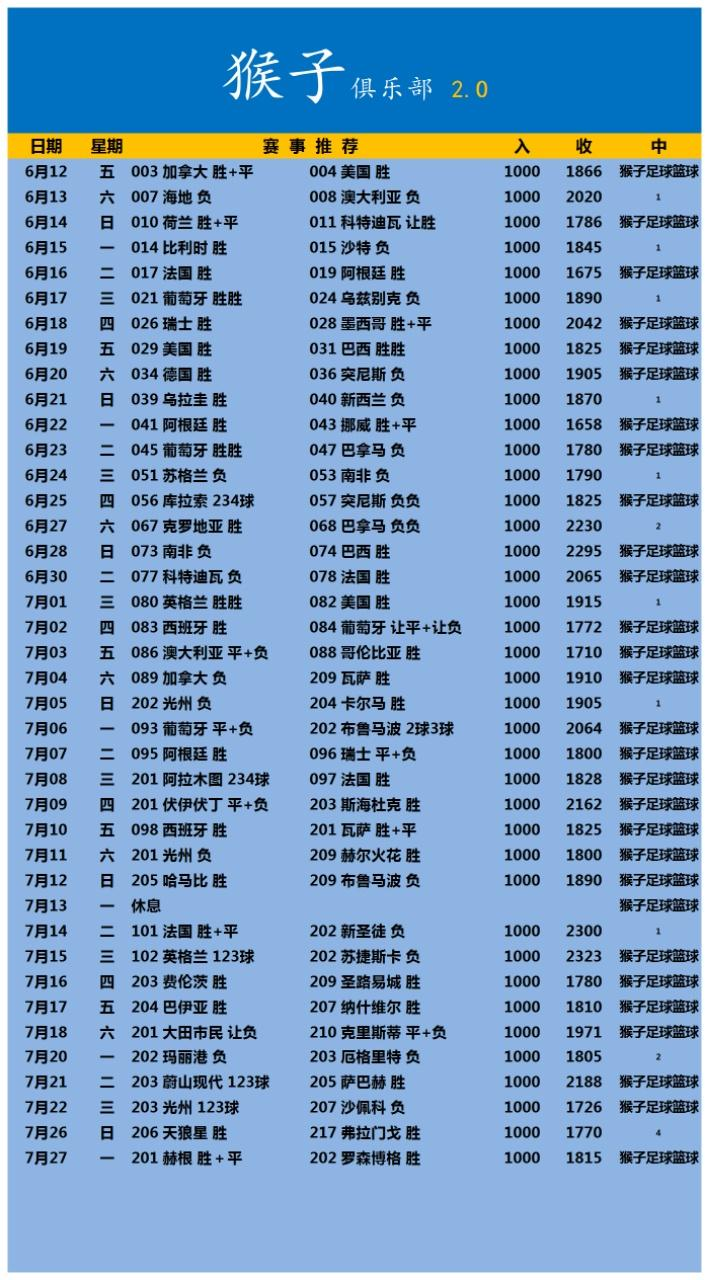 猴子 俱乐部 2.0
日期 星期 赛 事 推 荐 入 收 中
6月12 五 003 加拿大 胜+平 004 美国 胜 1000 1866 猴子足球篮球
6月13 六 007 海地 负 008 澳大利亚 负 1000 2020 1
6月14 日 010 荷兰 胜+平 011 科特迪瓦 让胜 1000 1786 猴子足球篮球
6月15 一 014 比利时 胜 015 沙特 负 1000 1845 1
6月16 二 017 法国 胜 019 阿根廷 胜 1000 1675 猴子足球篮球
6月17 三 021 葡萄牙 胜胜 024 乌兹别克 负 1000 1890 1
6月18 四 026 瑞士 胜 028 墨西哥 胜+平 1000 2042 猴子足球篮球
6月19 五 029 美国 胜 031 巴西 胜胜 1000 1825 猴子足球篮球
6月20 六 034 德国 胜 036 突尼斯 负 1000 1905 猴子足球篮球
6月21 日 039 乌拉圭 胜 040 新西兰 负 1000 1870 1
6月22 一 041 阿根廷 胜 043 挪威 胜+平 1000 1658 猴子足球篮球
6月23 二 045 葡萄牙 胜胜 047 巴拿马 负 1000 1780 猴子足球篮球
6月24 三 051 苏格兰 负 053 南非 负 1000 1790 1
6月25 四 056 库拉索 234球 057 突尼斯 负负 1000 1825 猴子足球篮球
6月27 六 067 克罗地亚 胜 068 巴拿马 负负 1000 2230 2
6月28 日 073 南非 负 074 巴西 胜 1000 2295 猴子足球篮球
6月30 二 077 科特迪瓦 负 078 法国 胜 1000 2065 猴子足球篮球
7月01 三 080 英格兰 胜胜 082 美国 胜 1000 1915 1
7月02 四 083 西班牙 胜 084 葡萄牙 让平+让负 1000 1772 猴子足球篮球
7月03 五 086 澳大利亚 平+负 088 哥伦比亚 胜 1000 1710 猴子足球篮球
7月04 六 089 加拿大 负 209 瓦萨 胜 1000 1910 猴子足球篮球
7月05 日 202 光州 负 204 卡尔马 胜 1000 1905 1
7月06 一 093 葡萄牙 平+负 202 布鲁马波 2球3球 1000 2064 猴子足球篮球
7月07 二 095 阿根廷 胜 096 瑞士 平+负 1000 1800 猴子足球篮球
7月08 三 201 阿拉木图 234球 097 法国 胜 1000 1828 猴子足球篮球
7月09 四 201 伏伊伏丁 平+负 203 斯海杜克 胜 1000 2162 猴子足球篮球
7月10 五 098 西班牙 胜 201 瓦萨 胜+平 1000 1825 猴子足球篮球
7月11 六 201 光州 负 209 赫尔火花 胜 1000 1800 猴子足球篮球
7月12 日 205 哈马比 胜 209 布鲁马波 负 1000 1890 猴子足球篮球
7月13 一 休息 猴子足球篮球
7月14 二 101 法国 胜+平 202 新圣徒 负 1000 2300 1
7月15 三 102 英格兰 123球 202 苏捷斯卡 负 1000 2323 猴子足球篮球
7月16 四 203 费伦茨 胜 209 圣路易城 胜 1000 1780 猴子足球篮球
7月17 五 204 巴伊亚 胜 207 纳什维尔 胜 1000 1810 猴子足球篮球
7月18 六 201 大田市民 让负 210 克里斯蒂 平+负 1000 1971 猴子足球篮球
7月20 一 202 玛丽港 负 203 厄格里特 负 1000 1805 2
7月21 二 203 蔚山现代 123球 205 萨巴赫 胜 1000 2188 猴子足球篮球
7月22 三 203 光州 123球 207 沙佩科 负 1000 1726 猴子足球篮球
7月26 日 206 天狼星 胜 217 弗拉门戈 胜 1000 1770 4
7月27 一 201 赫根 胜+平 202 罗森博格 胜 1000 1815 猴子足球篮球